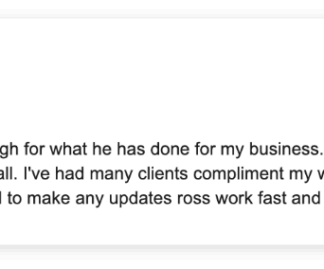 gh for what he has done for my business.
all. I've had many clients compliment my
to make any updates ross work fast and